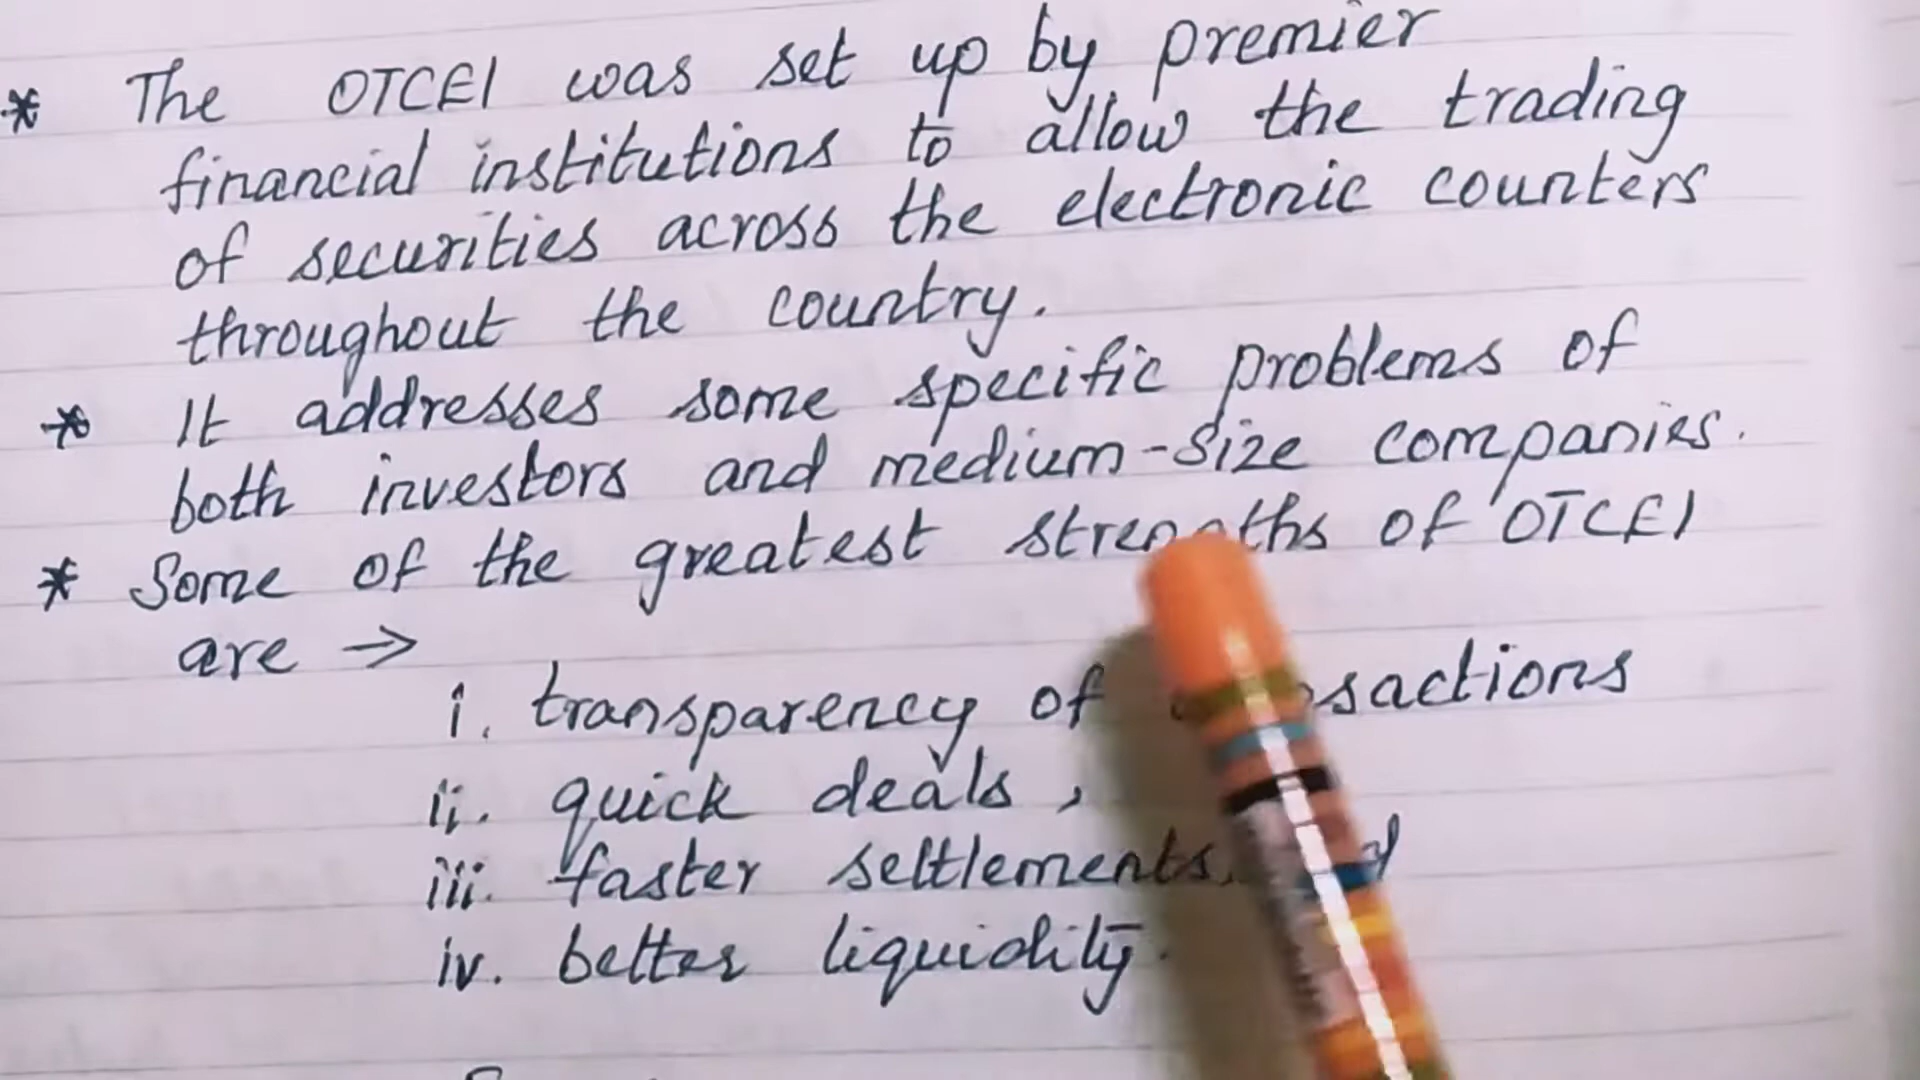 * The OTCEI was set up by premier
financial institutions to allow the trading
of securities across the electronic counters
throughout the country.
* It addresses some specific problems of
both investors and medium-size companies.
* Some of the greatest strengths of OTCEI
are →
i. transparency of transactions
ii. quick deals,
iii. faster settlements,
iv. better liquidity.